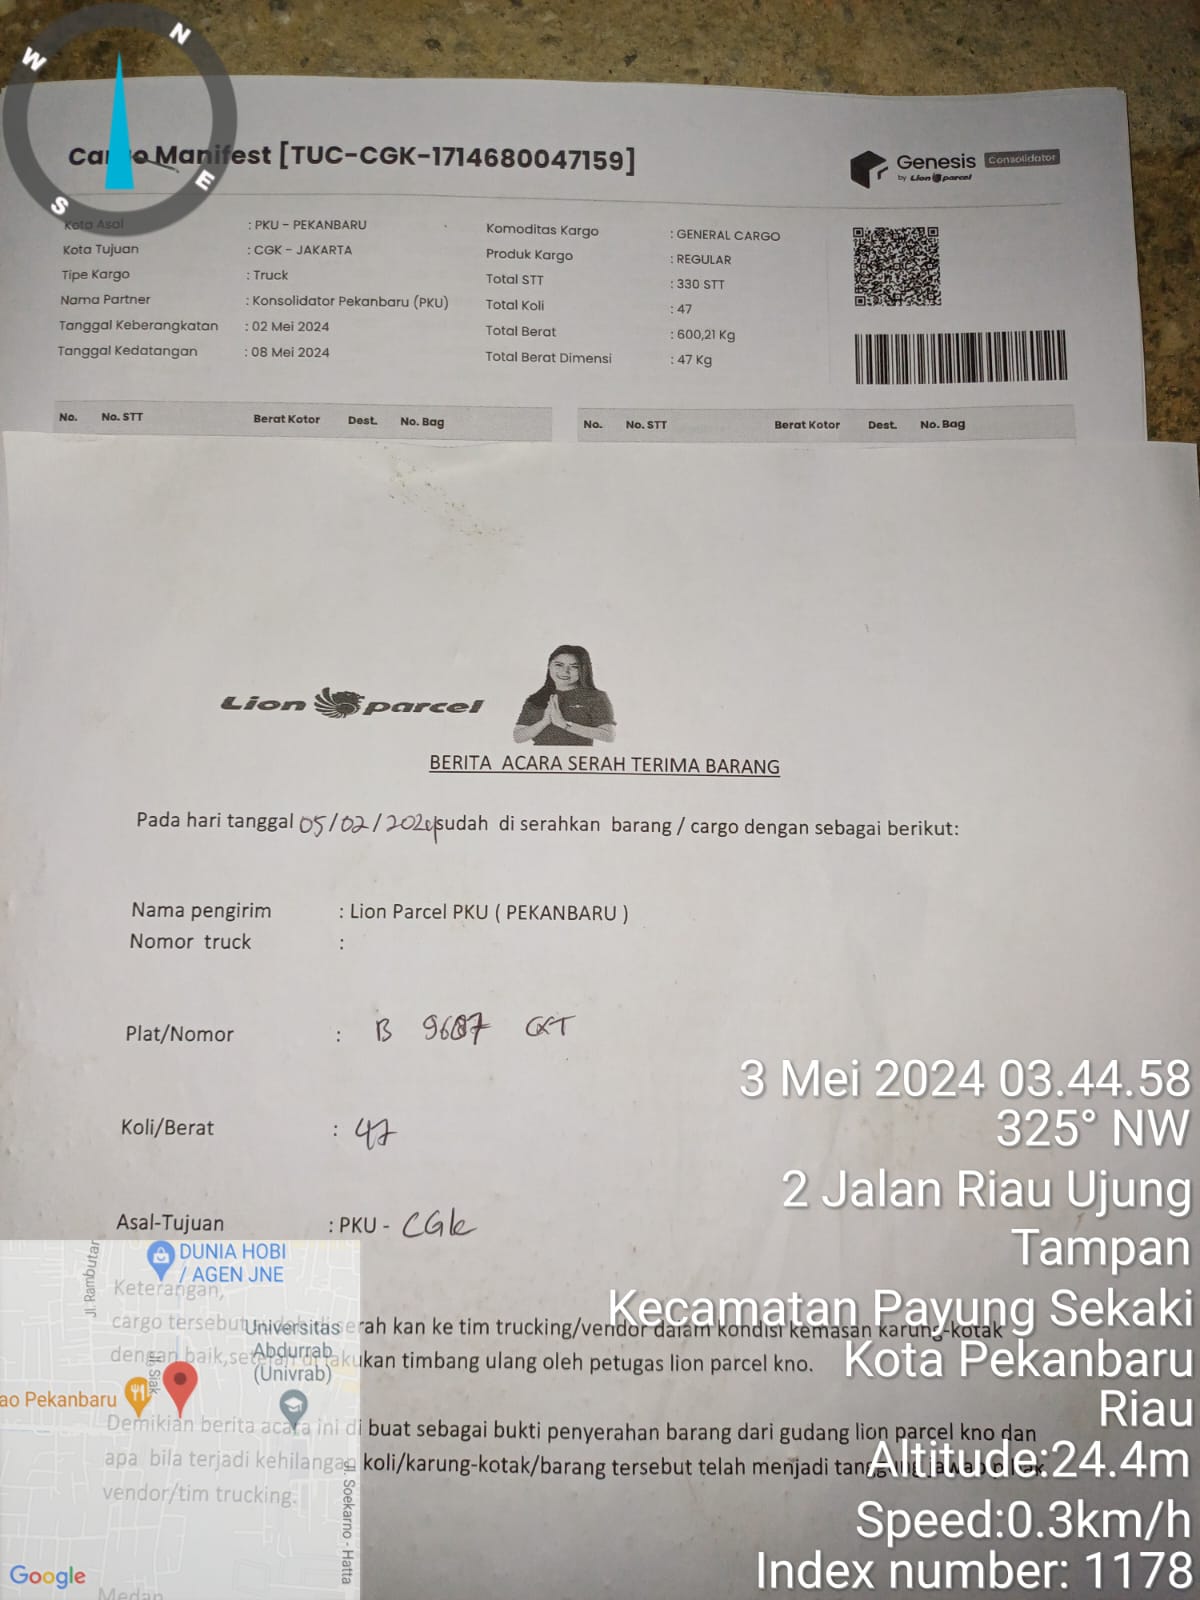 N
W
E
S
Cargo Manifest [TUC-CGK-1714680047159]
Genesis Consolidator
by Lion parcel
Kota Asal : PKU - PEKANBARU
Kota Tujuan : CGK - JAKARTA
Tipe Kargo : Truck
Nama Partner : Konsolidator Pekanbaru (PKU)
Tanggal Keberangkatan : 02 Mei 2024
Tanggal Kedatangan : 08 Mei 2024
Komoditas Kargo : GENERAL CARGO
Produk Kargo : REGULAR
Total STT : 330 STT
Total Koli : 47
Total Berat : 600,21 Kg
Total Berat Dimensi : 47 Kg
No. No. STT Berat Kotor Dest. No. Bag
No. No. STT Berat Kotor Dest. No. Bag
Lion parcel
BERITA ACARA SERAH TERIMA BARANG
Pada hari tanggal 05/02/2024 sudah di serahkan barang / cargo dengan sebagai berikut:
Nama pengirim : Lion Parcel PKU ( PEKANBARU )
Nomor truck :
Plat/Nomor : B 9687 CXT
Koli/Berat : 47
Asal-Tujuan : PKU - CGK
Keterangan,
cargo tersebut serah kan ke tim trucking/vendor dalam kondisi kemasan karung-kotak
dengan baik, lakukan timbang ulang oleh petugas lion parcel kno.
Demikian berita acara ini di buat sebagai bukti penyerahan barang dari gudang lion parcel kno dan
apa bila terjadi kehilangan koli/karung-kotak/barang tersebut telah menjadi tanggung jawab
vendor/tim trucking.
Medan
3 Mei 2024 03.44.58
325° NW
2 Jalan Riau Ujung
Tampan
Kecamatan Payung Sekaki
Kota Pekanbaru
Riau
Altitude:24.4m
Speed:0.3km/h
Index number: 1178
DUNIA HOBI
/ AGEN JNE
Jl. Rambutan
Universitas
Abdurrab
(Univrab)
Jl. Siak
ao Pekanbaru
Jl. Soekarno - Hatta
Google